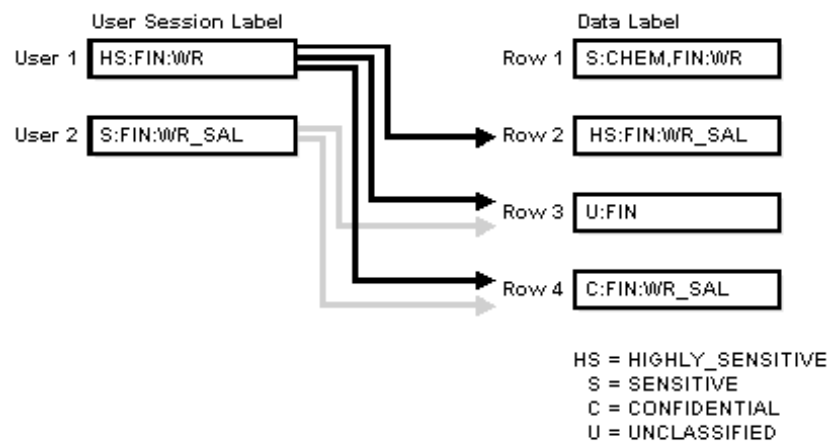 User Session Label
Data Label
User 1 HS:FIN:WR
Row 1 S:CHEM,FIN:WR
User 2 S:FIN:WR_SAL
Row 2 HS:FIN:WR_SAL
Row 3 U:FIN
Row 4 C:FIN:WR_SAL
HS = HIGHLY_SENSITIVE
S = SENSITIVE
C = CONFIDENTIAL
U = UNCLASSIFIED